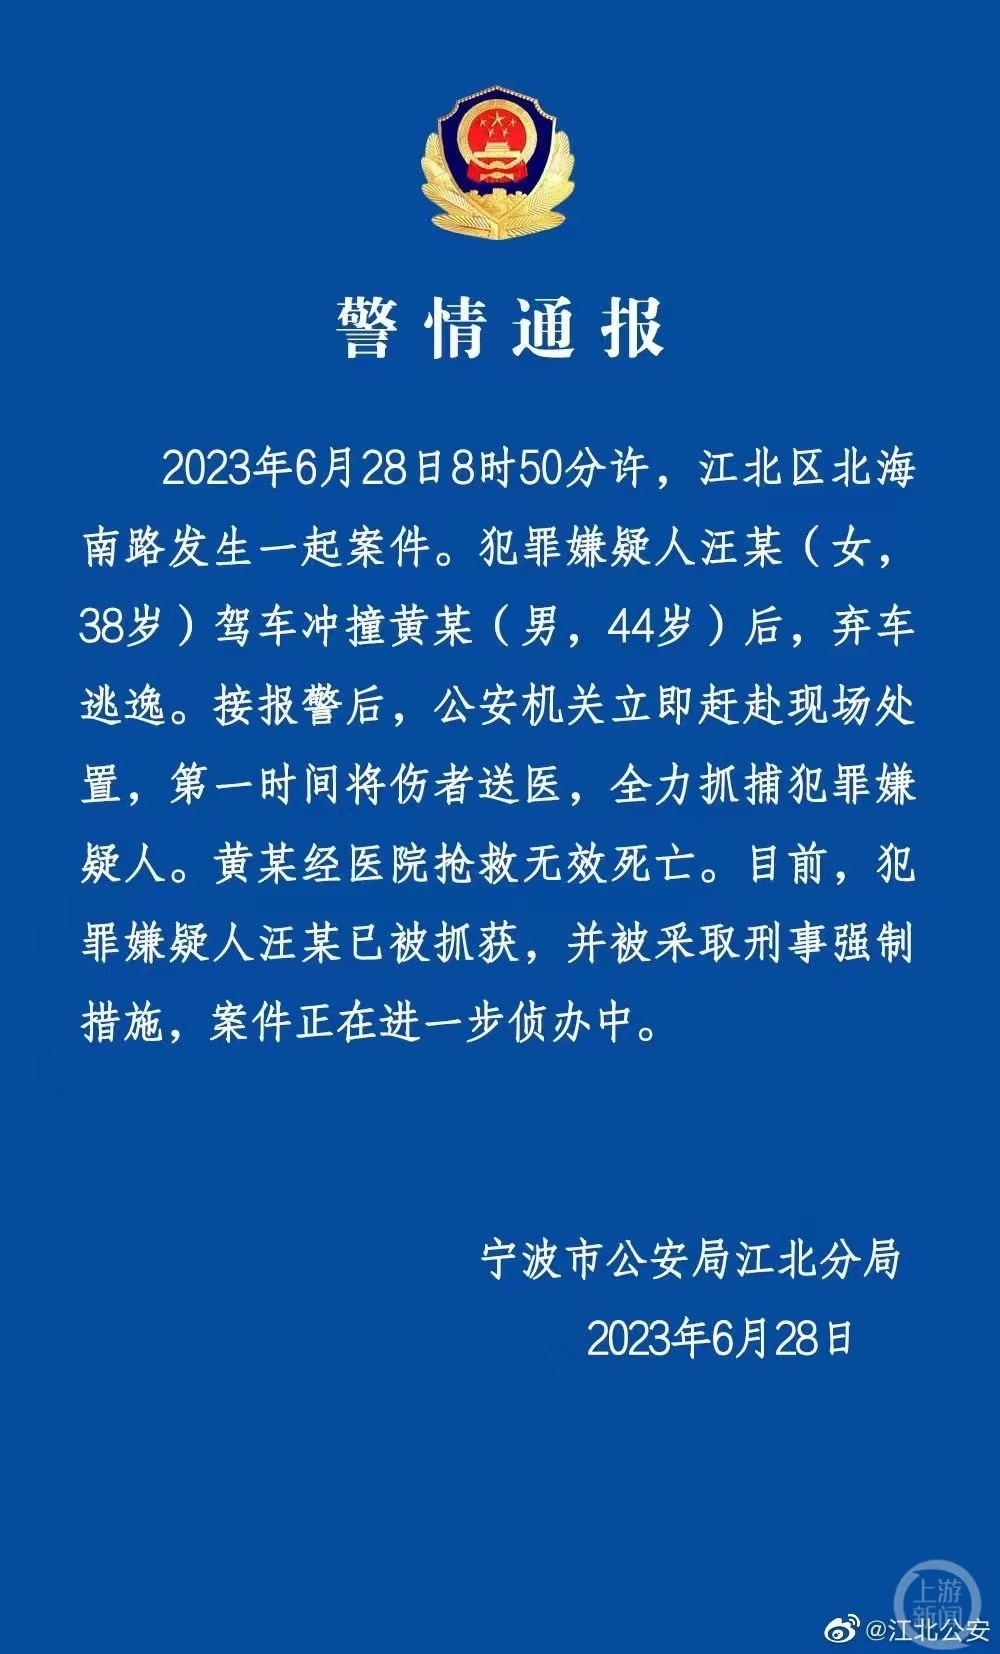 警情通报
2023年6月28日8时50分许，江北区北海
南路发生一起案件。犯罪嫌疑人汪某（女，
38岁）驾车冲撞黄某（男，44岁）后，弃车
逃逸。接报警后，公安机关立即赶赴现场处
置，第一时间将伤者送医，全力抓捕犯罪嫌
疑人。黄某经医院抢救无效死亡。目前，犯
罪嫌疑人汪某已被抓获，并被采取刑事强制
措施，案件正在进一步侦办中。
宁波市公安局江北分局
2023年6月28日
上游
新闻
@江北公安